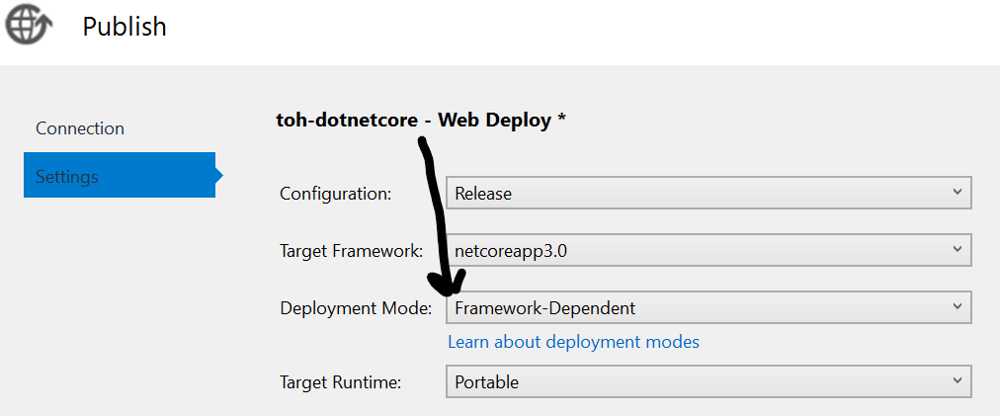 Publish
Connection
Settings
toh-dotnetcore - Web Deploy *
Configuration: Release
Target Framework: netcoreapp3.0
Deployment Mode: Framework-Dependent
Learn about deployment modes
Target Runtime: Portable